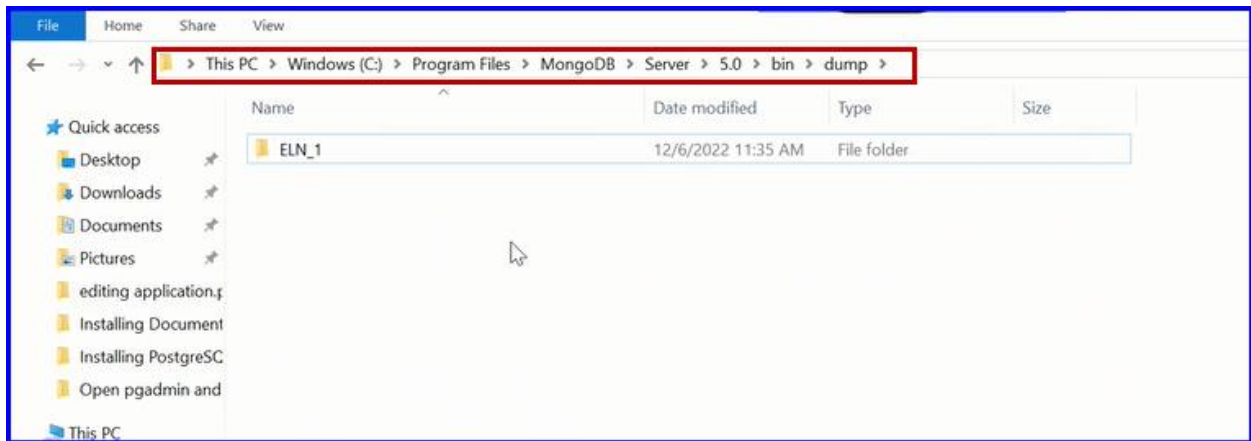 File Home Share View
This PC > Windows (C:) > Program Files > MongoDB > Server > 5.0 > bin > dump >
Name Date modified Type Size
Quick access
ELN_1 12/6/2022 11:35 AM File folder
Desktop
Downloads
Documents
Pictures
editing application.p
Installing Document
Installing PostgreSC
Open pgadmin and
This PC